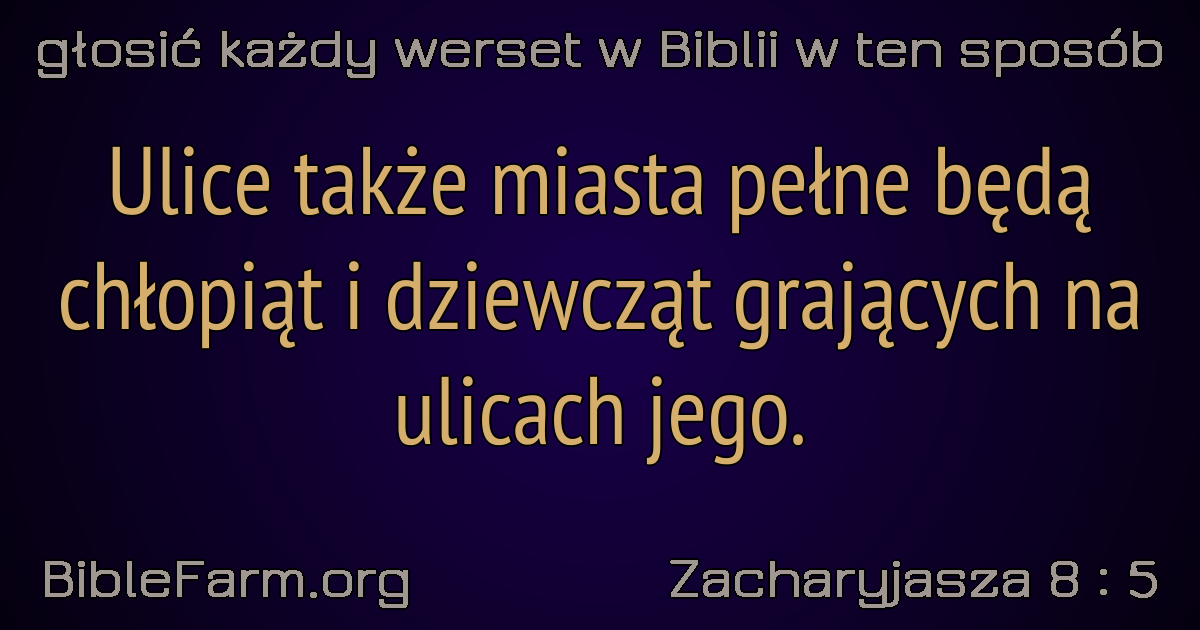 głosić każdy werset w Biblii w ten sposób
Ulice także miasta pełne będą
chłopiąt i dziewcząt grających na
ulicach jego.
BibleFarm.org
Zacharyjasza 8 : 5